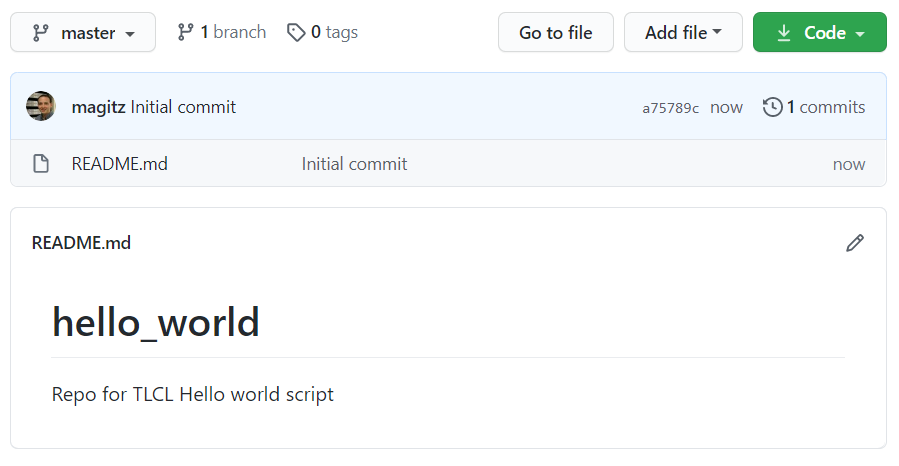 master 1 branch 0 tags Go to file Add file Code
magitz Initial commit a75789c now 1 commits
README.md Initial commit now
README.md
hello_world
Repo for TLCL Hello world script